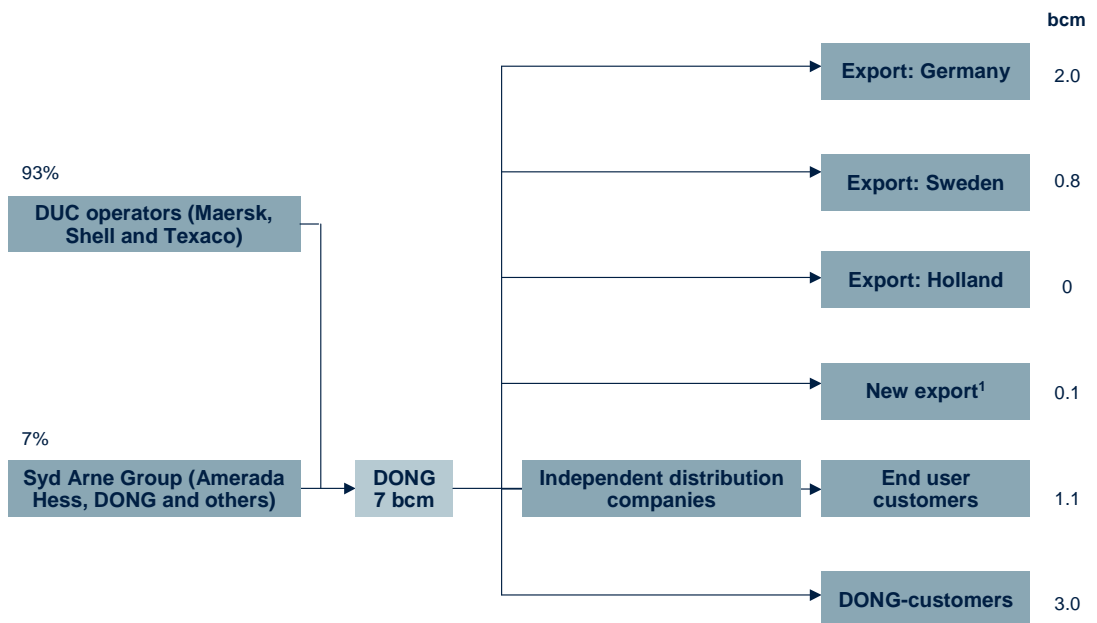 bcm
Export: Germany
2.0
Export: Sweden
0.8
93%
DUC operators (Maersk,
Shell and Texaco)
Export: Holland
0
New export¹
0.1
7%
Syd Arne Group (Amerada
Hess, DONG and others)
DONG
7 bcm
Independent distribution
companies
End user
customers
1.1
DONG-customers
3.0